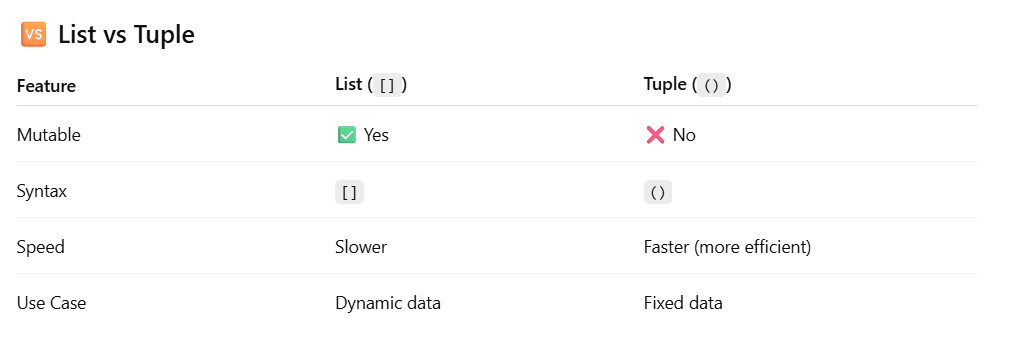 🆚 List vs Tuple
Feature List ([]) Tuple (())
Mutable ✅ Yes ❌ No
Syntax [] ()
Speed Slower Faster (more efficient)
Use Case Dynamic data Fixed data